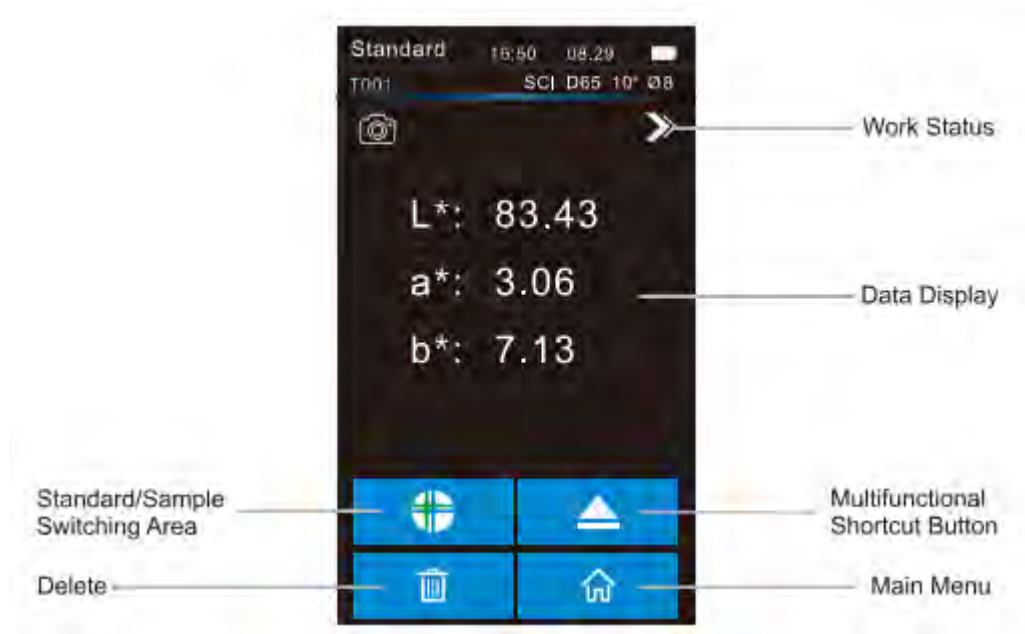 Standard 15:50 08.29
T001 SCI D65 10° Ø8
Work Status
L*: 83.43
a*: 3.06
Data Display
b*: 7.13
Standard/Sample
Switching Area
Multifunctional
Shortcut Button
Delete
Main Menu